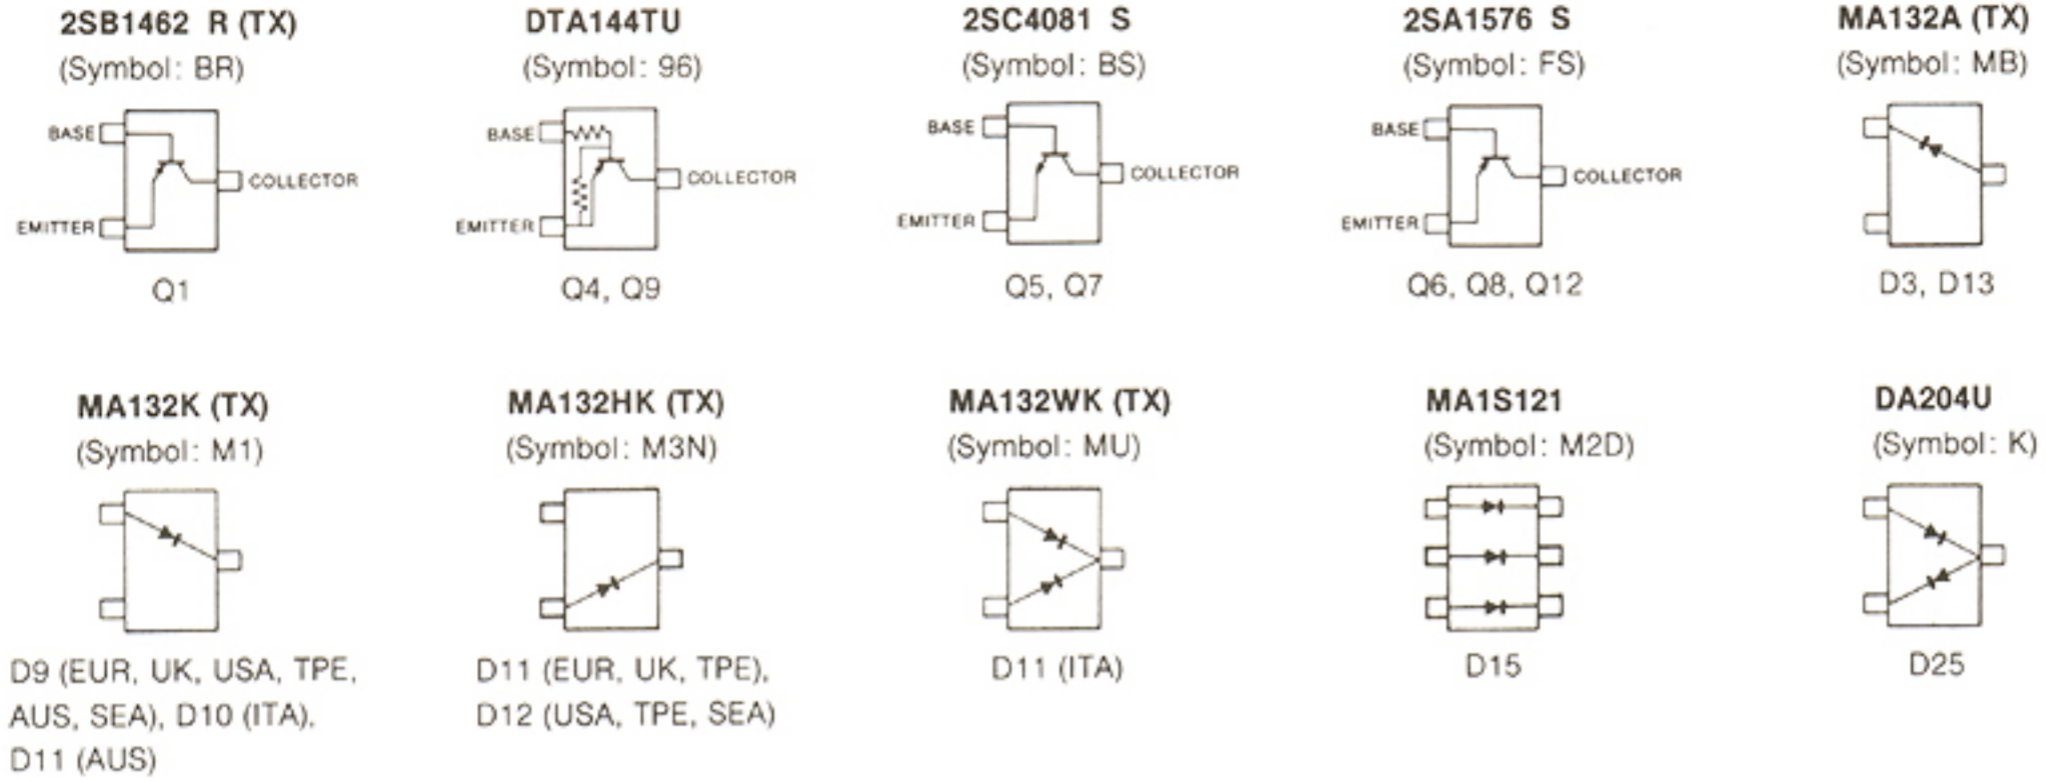 2SB1462 R (TX)
(Symbol: BR)
BASE
COLLECTOR
EMITTER
Q1
DTA144TU
(Symbol: 96)
BASE
COLLECTOR
EMITTER
Q4, Q9
2SC4081 S
(Symbol: BS)
BASE
COLLECTOR
EMITTER
Q5, Q7
2SA1576 S
(Symbol: FS)
BASE
COLLECTOR
EMITTER
Q6, Q8, Q12
MA132A (TX)
(Symbol: MB)
D3, D13
MA132K (TX)
(Symbol: M1)
D9 (EUR, UK, USA, TPE,
AUS, SEA), D10 (ITA),
D11 (AUS)
MA132HK (TX)
(Symbol: M3N)
D11 (EUR, UK, TPE),
D12 (USA, TPE, SEA)
MA132WK (TX)
(Symbol: MU)
D11 (ITA)
MA1S121
(Symbol: M2D)
D15
DA204U
(Symbol: K)
D25